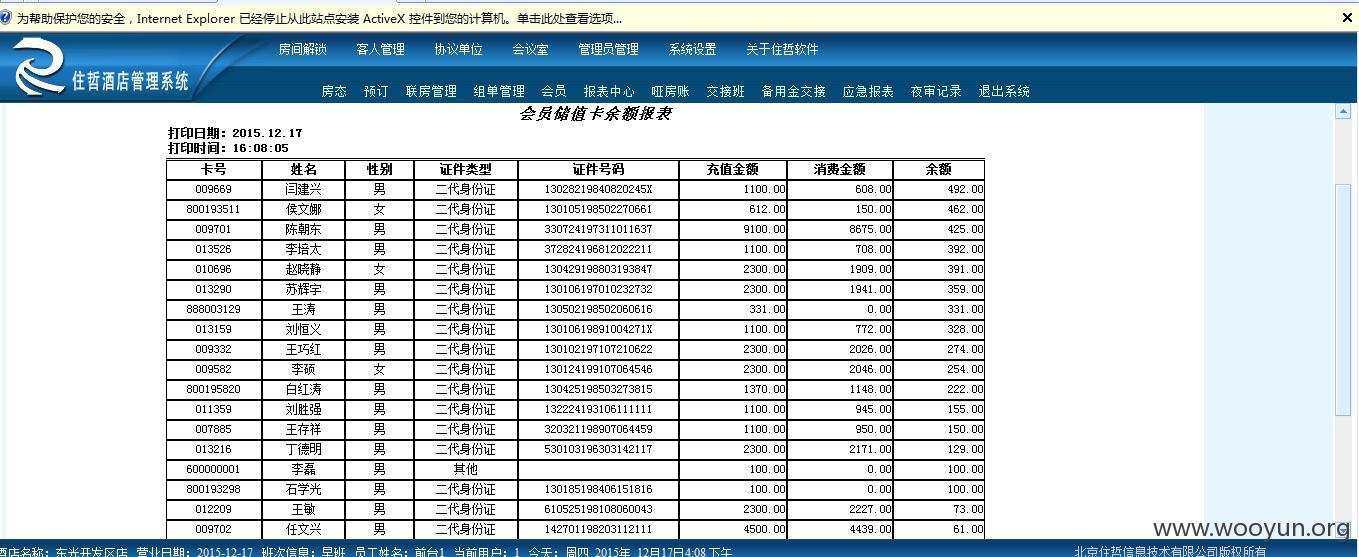 为帮助保护您的安全，Internet Explorer 已经停止从此站点安装 ActiveX 控件到您的计算机。单击此处查看选项...
住哲酒店管理系统
房间解锁 客人管理 协议单位 会议室 管理员管理 系统设置 关于住哲软件
房态 预订 联房管理 组单管理 会员 报表中心 哑房账 交接班 备用金交接 应急报表 夜审记录 退出系统
会员储值卡余额报表
打印日期：2015.12.17
打印时间：16:08:05
卡号 姓名 性别 证件类型 证件号码 充值金额 消费金额 余额
009669 闫建兴 男 二代身份证 13028219840820245X 1100.00 608.00 492.00
800193511 侯文娜 女 二代身份证 130105198502270661 612.00 150.00 462.00
009701 陈朝东 男 二代身份证 330724197311011637 9100.00 8675.00 425.00
013526 李培太 男 二代身份证 372824196812022211 1100.00 708.00 392.00
010696 赵晓静 女 二代身份证 130429198803193847 2300.00 1909.00 391.00
013290 苏辉宇 男 二代身份证 130106197010232732 2300.00 1941.00 359.00
888003129 王涛 男 二代身份证 130502198502060616 331.00 0.00 331.00
013159 刘恒义 男 二代身份证 13010619891004271X 1100.00 772.00 328.00
009332 王巧红 男 二代身份证 130102197107210622 2300.00 2026.00 274.00
009582 李硕 女 二代身份证 130124199107064546 2300.00 2046.00 254.00
800195820 白红涛 男 二代身份证 130425198503273815 1370.00 1148.00 222.00
011359 刘胜强 男 二代身份证 132224193106111111 1100.00 945.00 155.00
007885 王存祥 男 二代身份证 320321198907064459 1100.00 950.00 150.00
013216 丁德明 男 二代身份证 530103196303142117 2300.00 2171.00 129.00
600000001 李磊 男 其他 100.00 0.00 100.00
800193298 石学光 男 二代身份证 130185198406151816 100.00 0.00 100.00
012209 王敏 男 二代身份证 610525198108060043 2300.00 2227.00 73.00
009702 任文兴 男 二代身份证 142701198203112111 4500.00 4439.00 61.00
www.wooyun.org
酒店名称：东光开发区店 营业日期：2015-12-17 班次信息：早班 员工姓名：前台1 当前用户：1 今天：周四 2015年 12月17日4:08 下午
北京住哲信息技术有限公司版权所有